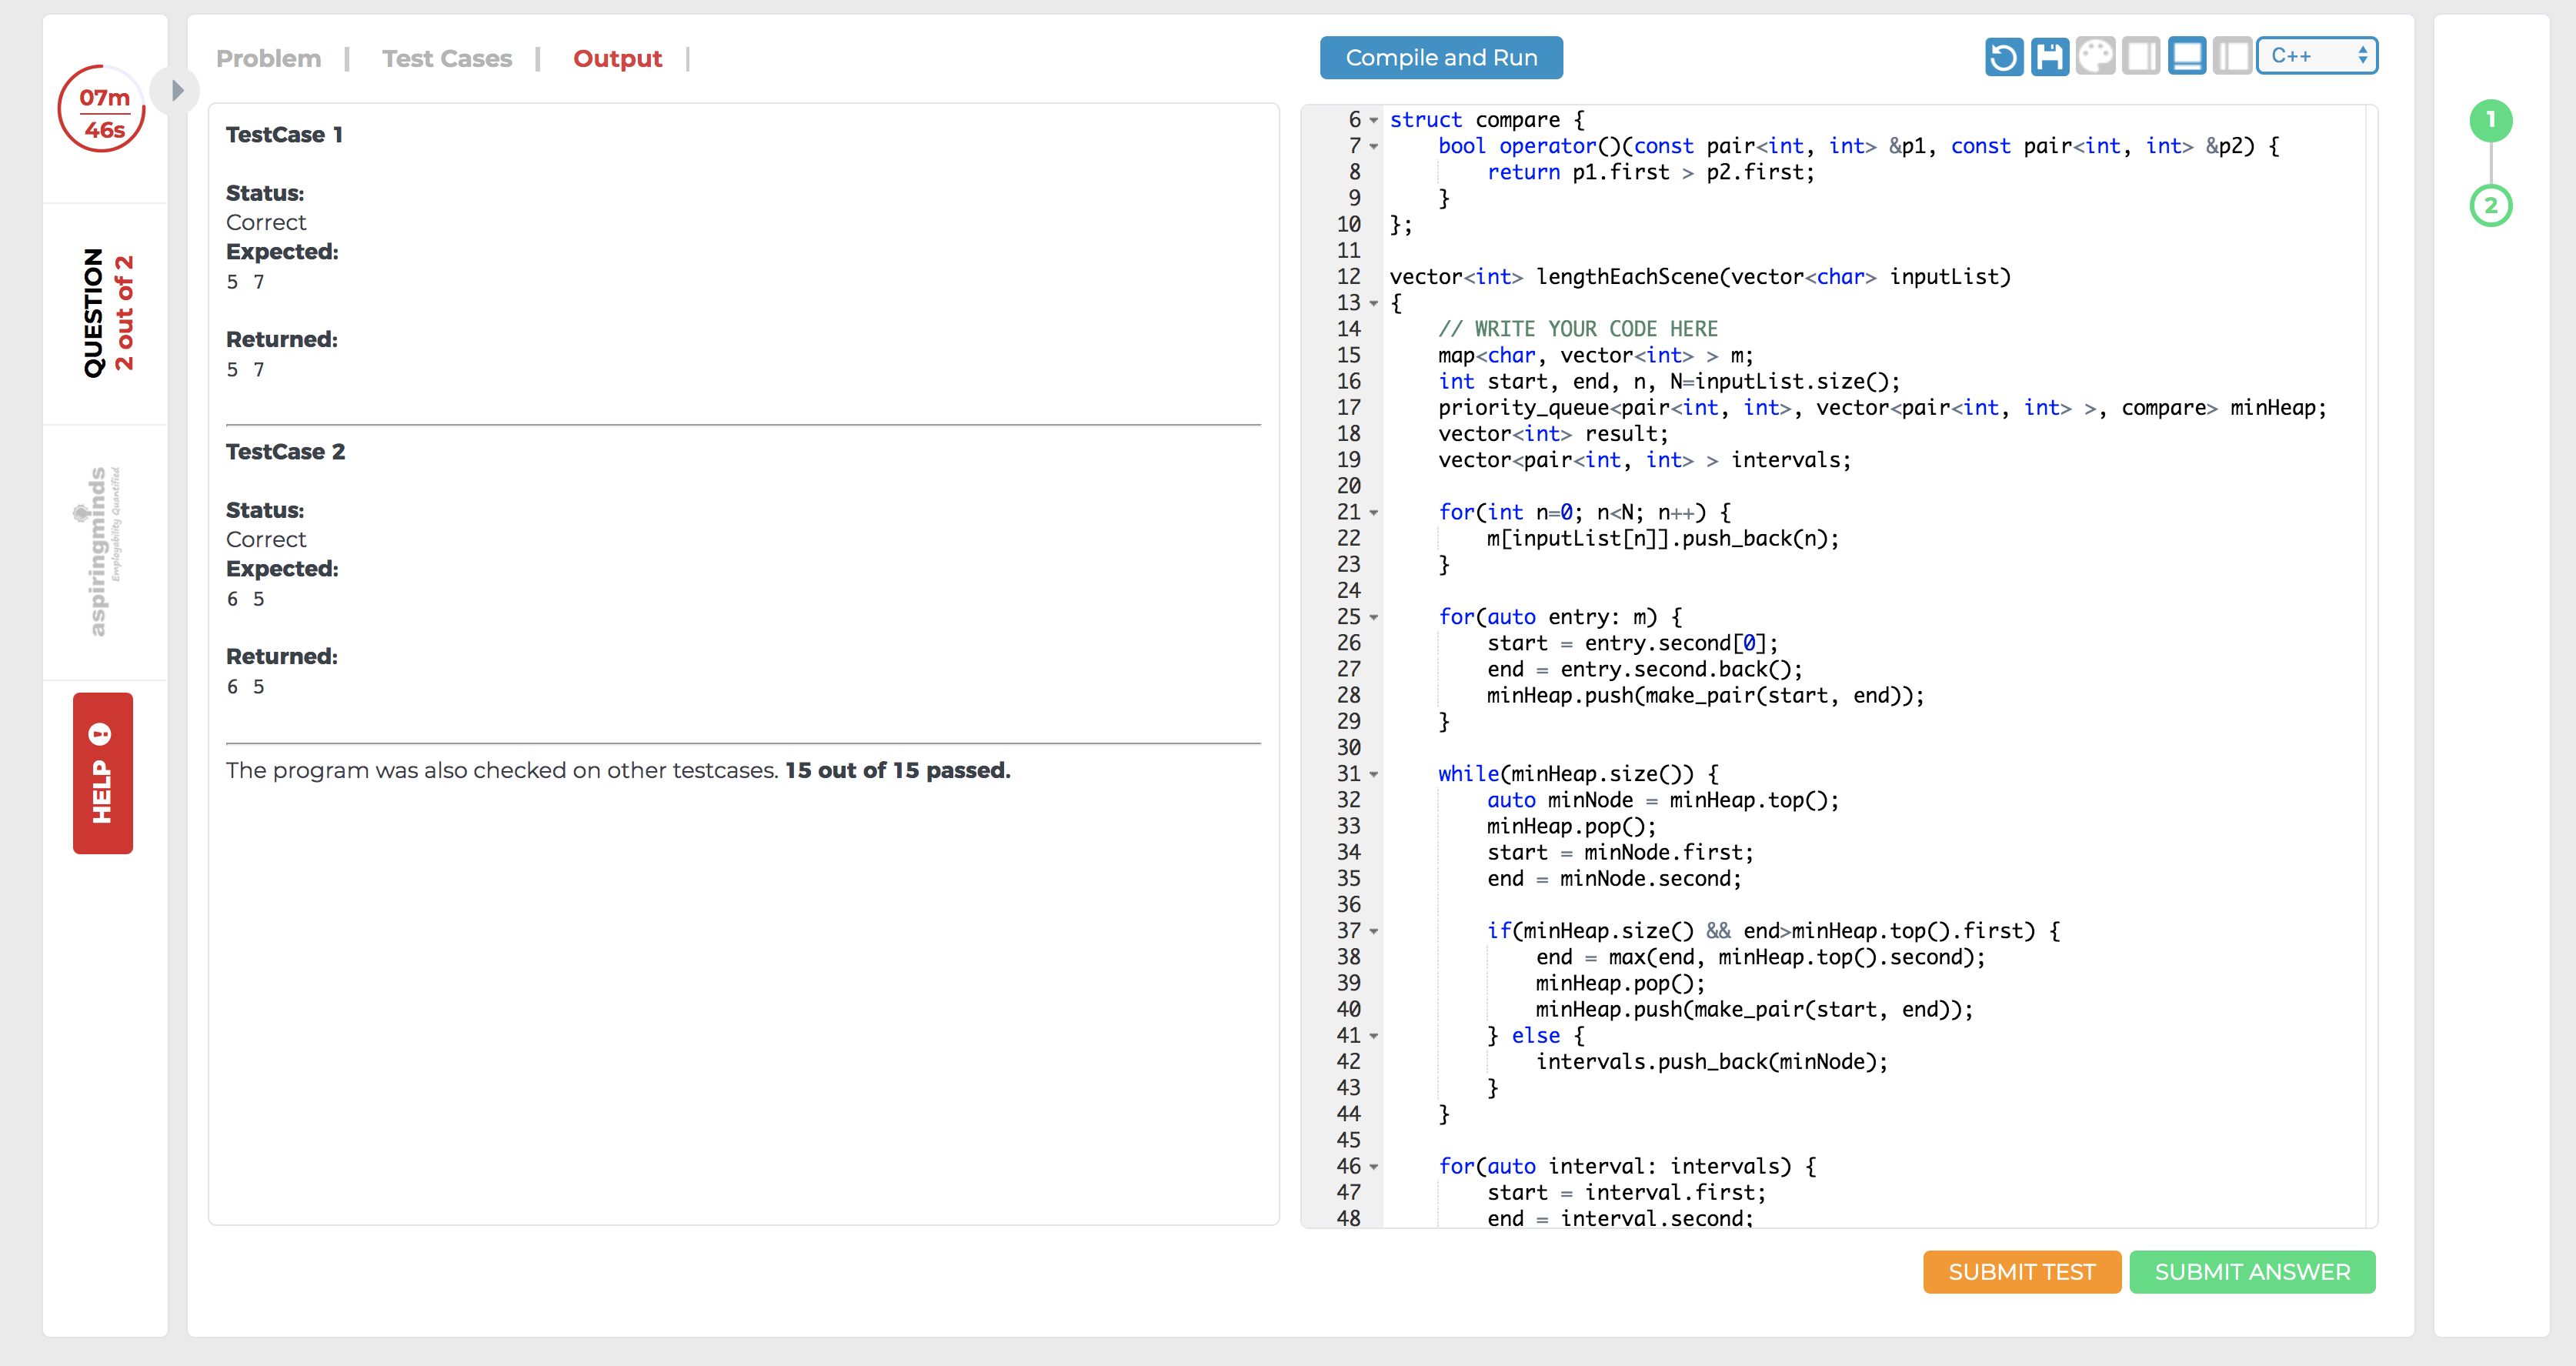 07m
46s
QUESTION
2 out of 2
aspiringminds
Employability Quantified
HELP
Problem | Test Cases | Output |
TestCase 1
Status:
Correct
Expected:
5 7
Returned:
5 7
TestCase 2
Status:
Correct
Expected:
6 5
Returned:
6 5
The program was also checked on other testcases. 15 out of 15 passed.
Compile and Run
C++
6 struct compare {
7     bool operator()(const pair<int, int> &p1, const pair<int, int> &p2) {
8         return p1.first > p2.first;
9     }
10 };
11
12 vector<int> lengthEachScene(vector<char> inputList)
13 {
14     // WRITE YOUR CODE HERE
15     map<char, vector<int> > m;
16     int start, end, n, N=inputList.size();
17     priority_queue<pair<int, int>, vector<pair<int, int> >, compare> minHeap;
18     vector<int> result;
19     vector<pair<int, int> > intervals;
20
21     for(int n=0; n<N; n++) {
22         m[inputList[n]].push_back(n);
23     }
24
25     for(auto entry: m) {
26         start = entry.second[0];
27         end = entry.second.back();
28         minHeap.push(make_pair(start, end));
29     }
30
31     while(minHeap.size()) {
32         auto minNode = minHeap.top();
33         minHeap.pop();
34         start = minNode.first;
35         end = minNode.second;
36
37         if(minHeap.size() && end>minHeap.top().first) {
38             end = max(end, minHeap.top().second);
39             minHeap.pop();
40             minHeap.push(make_pair(start, end));
41         } else {
42             intervals.push_back(minNode);
43         }
44     }
45
46     for(auto interval: intervals) {
47         start = interval.first;
48         end = interval.second;
SUBMIT TEST
SUBMIT ANSWER
1
2